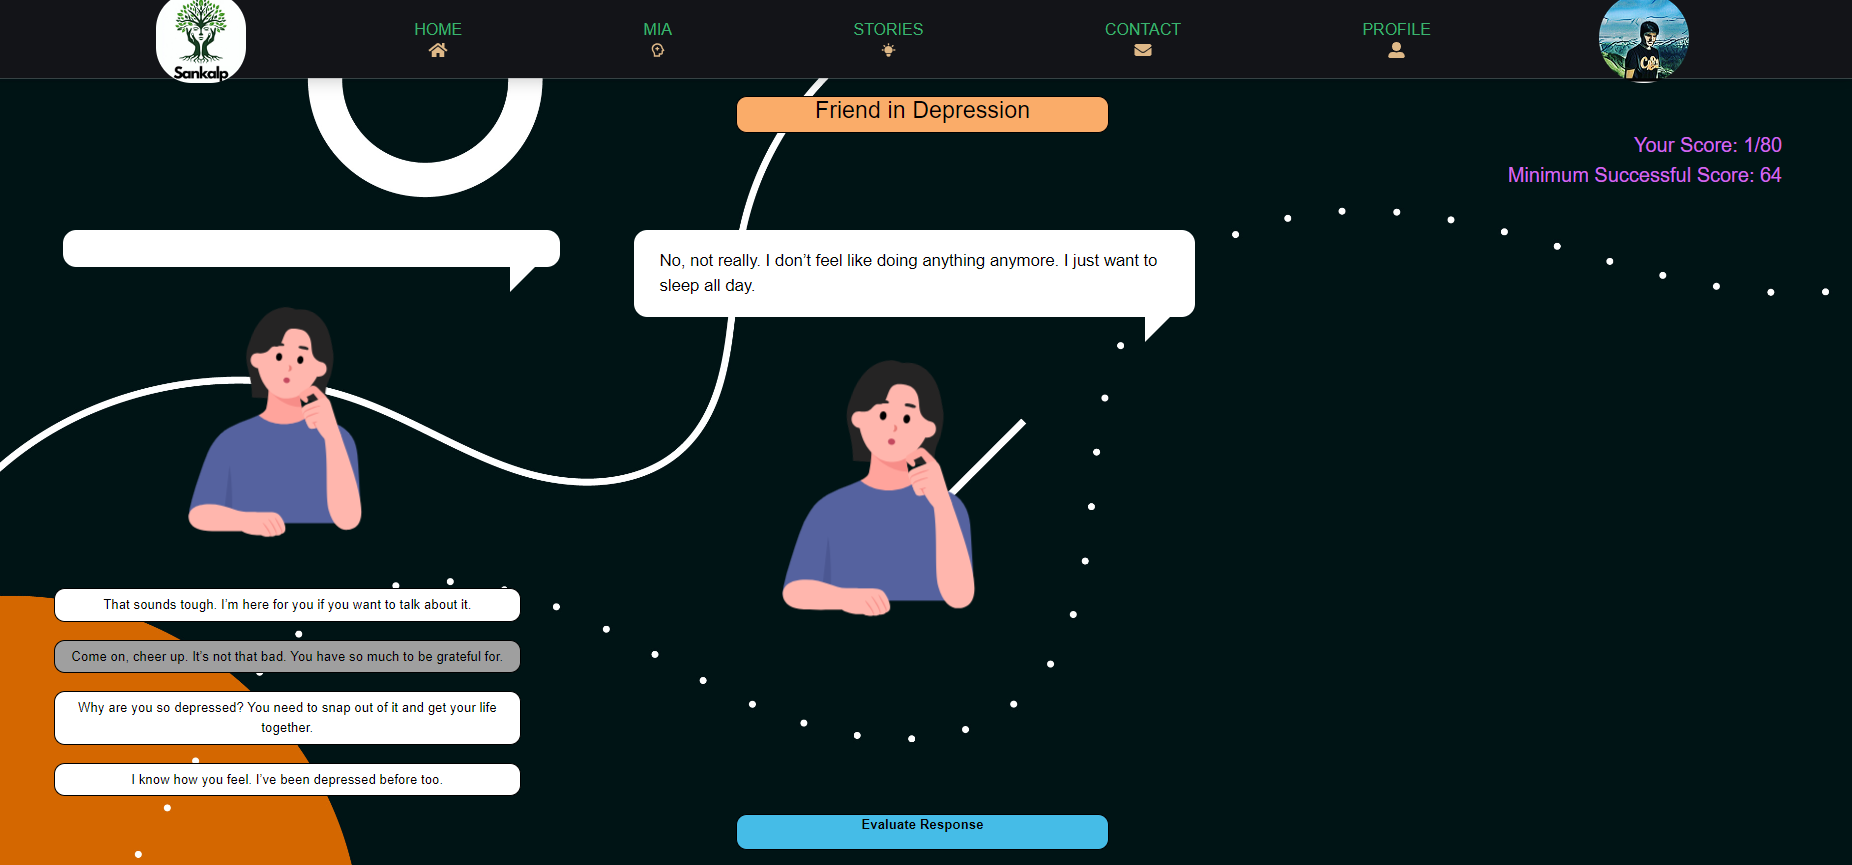 Sankalp
HOME
MIA
STORIES
CONTACT
PROFILE
Friend in Depression
Your Score: 1/80
Minimum Successful Score: 64
No, not really. I don’t feel like doing anything anymore. I just want to
sleep all day.
That sounds tough. I’m here for you if you want to talk about it.
Come on, cheer up. It’s not that bad. You have so much to be grateful for.
Why are you so depressed? You need to snap out of it and get your life
together.
I know how you feel. I’ve been depressed before too.
Evaluate Response